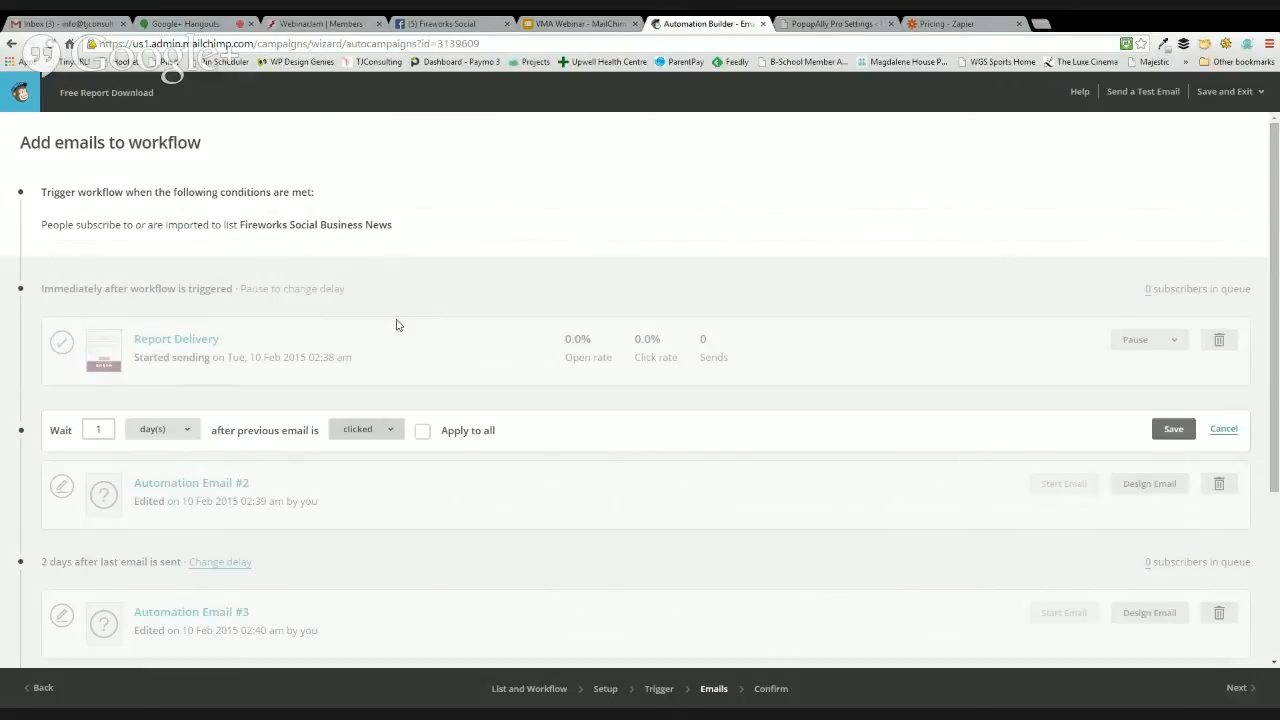 Inbox (3) - info@tjconsult
Google+ Hangouts
WebinarJam | Members
(5) Fireworks Social
VMA Webinar - MailChim
Automation Builder - Em
PopupAlly Pro Settings
Pricing - Zapier
https://us1.admin.mailchimp.com/campaigns/wizard/autocampaigns?id=3139609
Google+
Pin Scheduler
WP Design Genies
TJConsulting
Dashboard - Paymo 3
Projects
Upwell Health Centre
ParentPay
Feedly
B-School Member A...
Magdalene House P...
WGS Sports Home
The Luxe Cinema
Majestic
»
Other bookmarks
Free Report Download
Help
Send a Test Email
Save and Exit
Add emails to workflow
Trigger workflow when the following conditions are met:
People subscribe to or are imported to list Fireworks Social Business News
Immediately after workflow is triggered · Pause to change delay
0 subscribers in queue
Report Delivery
Started sending on Tue, 10 Feb 2015 02:38 am
0.0%
Open rate
0.0%
Click rate
0
Sends
Pause
Wait 1 day(s) after previous email is clicked Apply to all
Save
Cancel
Automation Email #2
Edited on 10 Feb 2015 02:39 am by you
Start Email
Design Email
2 days after last email is sent · Change delay
0 subscribers in queue
Automation Email #3
Edited on 10 Feb 2015 02:40 am by you
Start Email
Design Email
Back
List and Workflow > Setup > Trigger > Emails > Confirm
Next